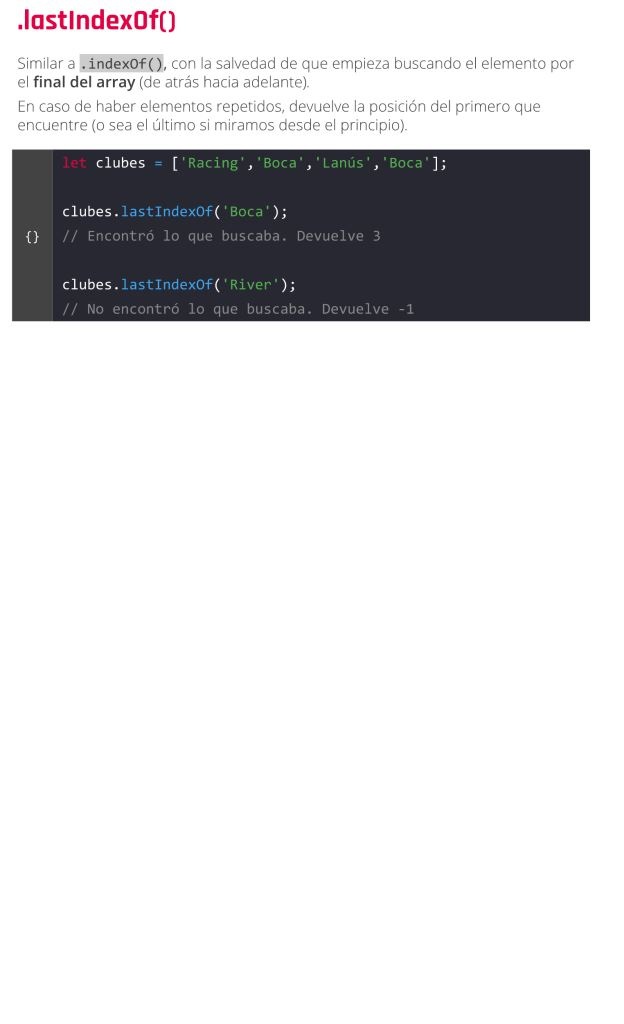 .lastIndexOf()
Similar a .indexOf(), con la salvedad de que empieza buscando el elemento por
el final del array (de atrás hacia adelante).
En caso de haber elementos repetidos, devuelve la posición del primero que
encuentre (o sea el último si miramos desde el principio).
let clubes = ['Racing','Boca','Lanús','Boca'];
clubes.lastIndexOf('Boca');
{} // Encontró lo que buscaba. Devuelve 3
clubes.lastIndexOf('River');
// No encontró lo que buscaba. Devuelve -1